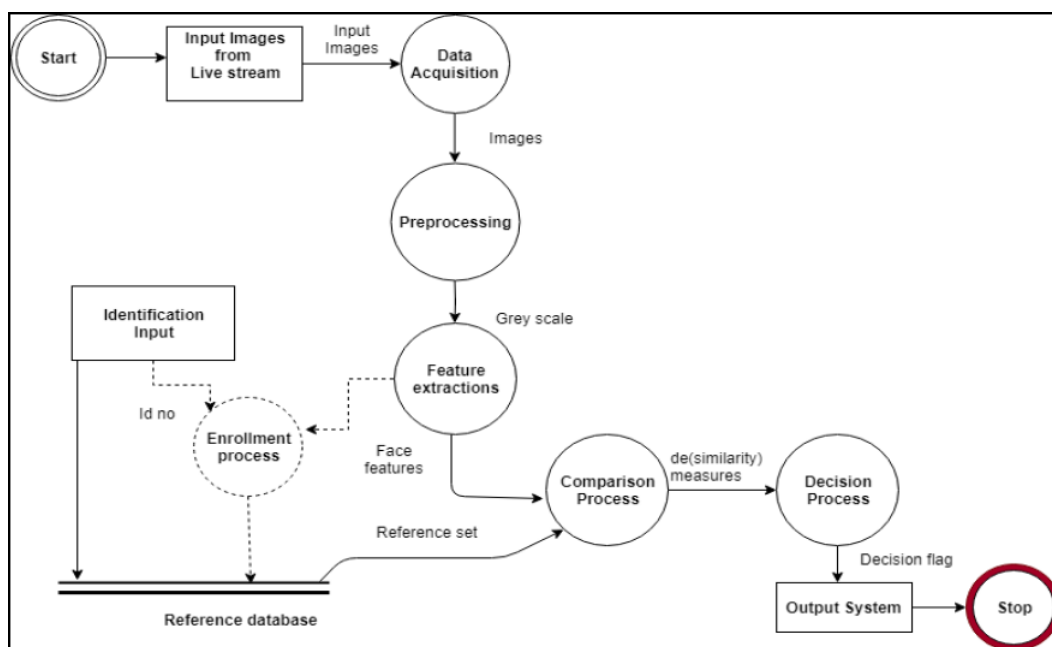 Start
Input Images
from
Live stream
Input
Images
Data
Acquisition
Images
Preprocessing
Grey scale
Identification
Input
Feature
extractions
Id no
Enrollment
process
Face
features
Comparison
Process
de(similarity)
measures
Decision
Process
Reference set
Decision flag
Output System
Stop
Reference database